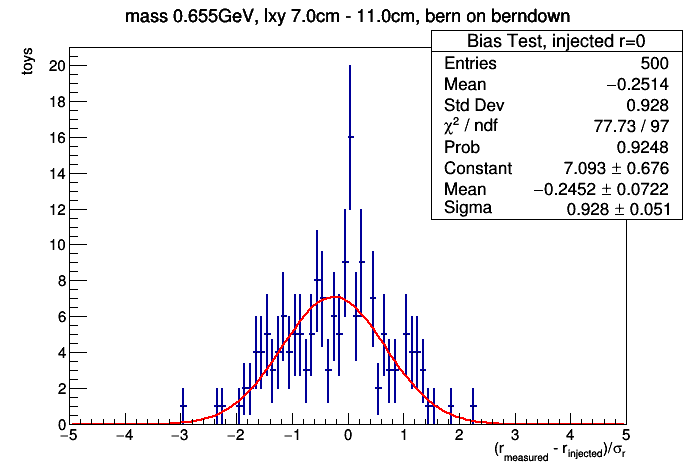 mass 0.655GeV, lxy 7.0cm - 11.0cm, bern on berndown
Bias Test, injected r=0
Entries 500
Mean −0.2514
Std Dev 0.928
χ² / ndf 77.73 / 97
Prob 0.9248
Constant 7.093 ± 0.676
Mean −0.2452 ± 0.0722
Sigma 0.928 ± 0.051
toys
20
18
16
14
12
10
8
6
4
2
0
−5 −4 −3 −2 −1 0 1 2 3 4 5
(r_measured - r_injected)/σ_r